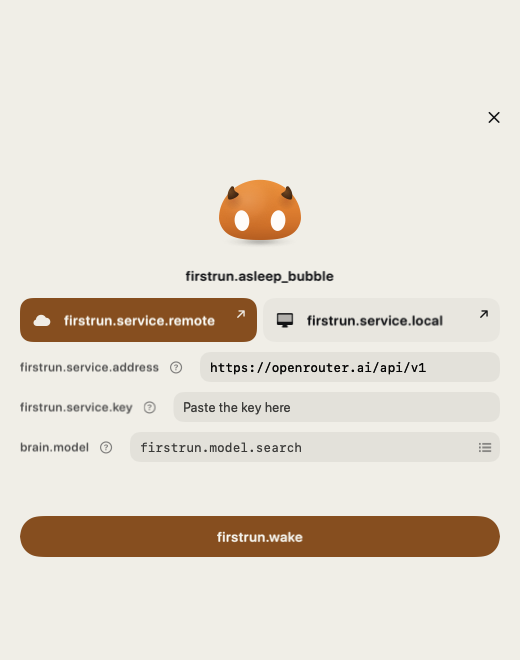 firstrun.asleep_bubble
firstrun.service.remote
firstrun.service.local
firstrun.service.address
https://openrouter.ai/api/v1
firstrun.service.key
Paste the key here
brain.model
firstrun.model.search
firstrun.wake